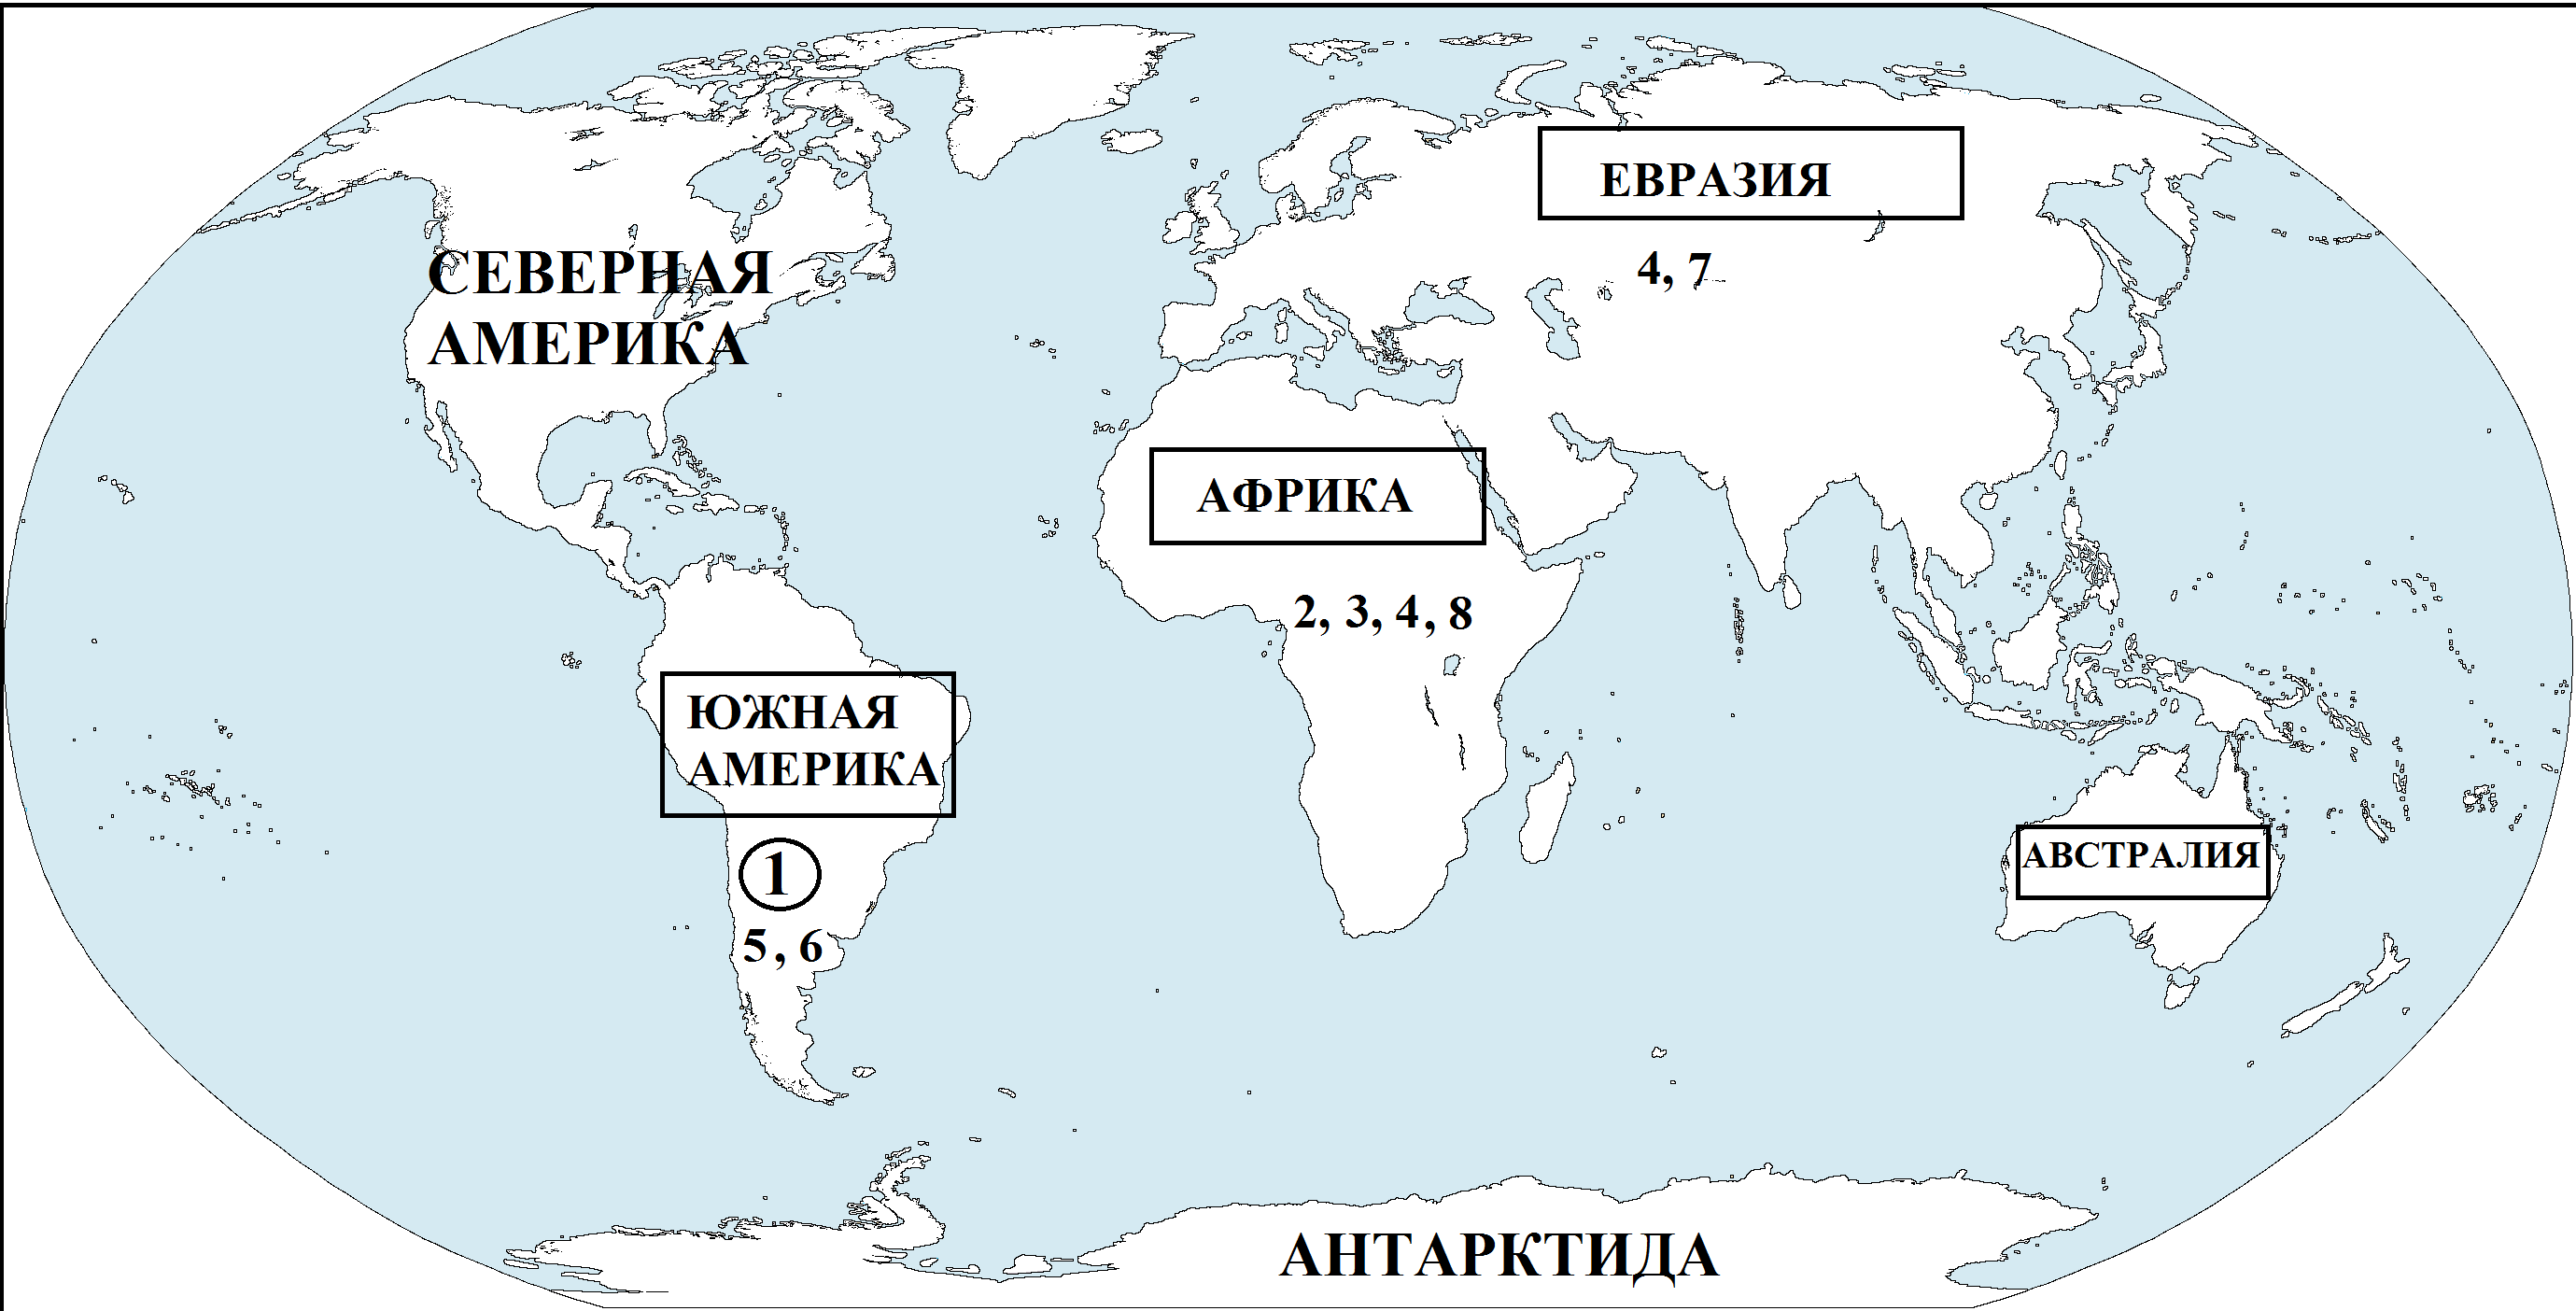 ЕВРАЗИЯ
4, 7
СЕВЕРНАЯ
АМЕРИКА
АФРИКА
2, 3, 4, 8
ЮЖНАЯ
АМЕРИКА
1
5, 6
АВСТРАЛИЯ
АНТАРКТИДА